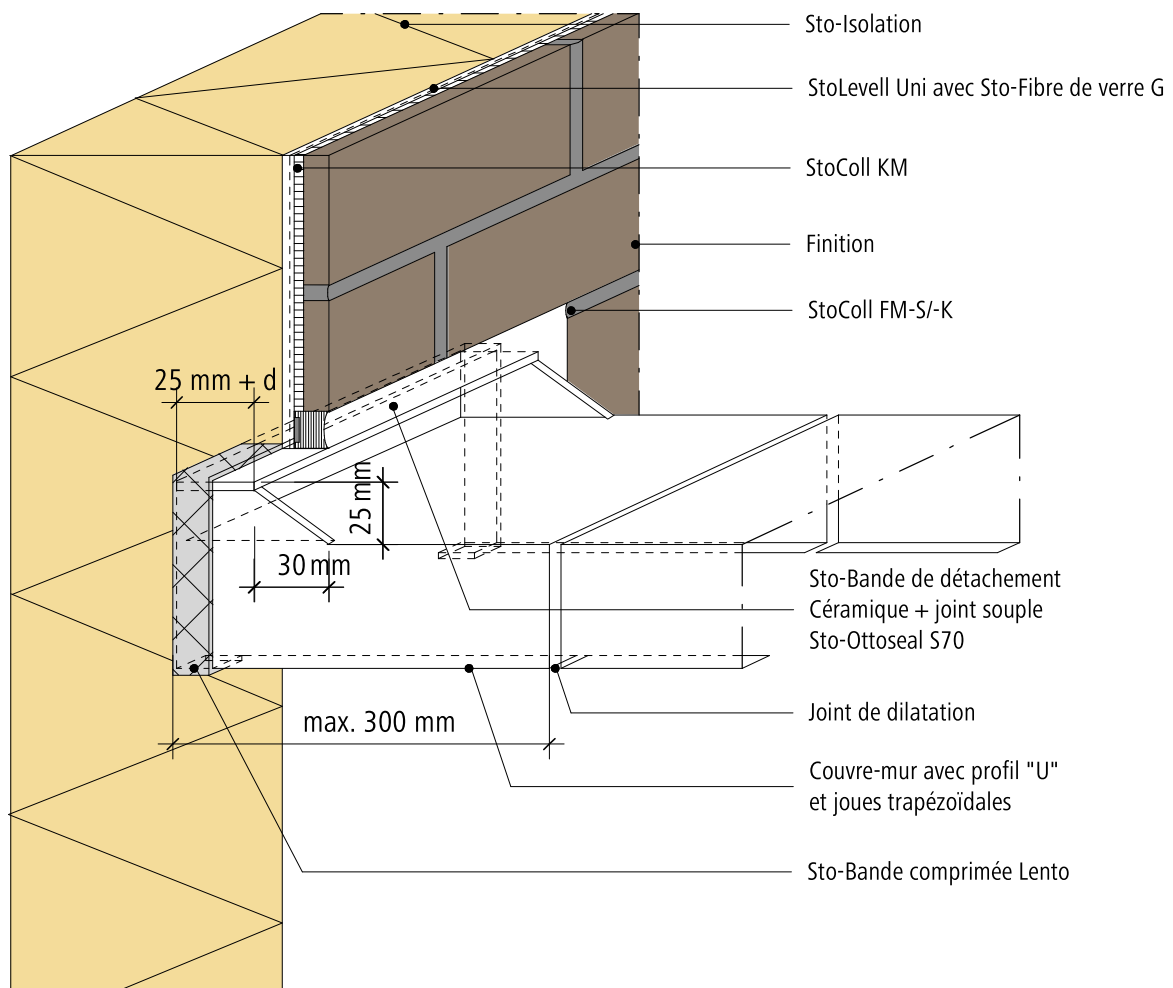 Sto-Isolation
StoLevell Uni avec Sto-Fibre de verre G
StoColl KM
Finition
StoColl FM-S/-K
25 mm + d
25 mm
30 mm
Sto-Bande de détachement
Céramique + joint souple
Sto-Ottoseal S70
max. 300 mm
Joint de dilatation
Couvre-mur avec profil "U"
et joues trapézoïdales
Sto-Bande comprimée Lento